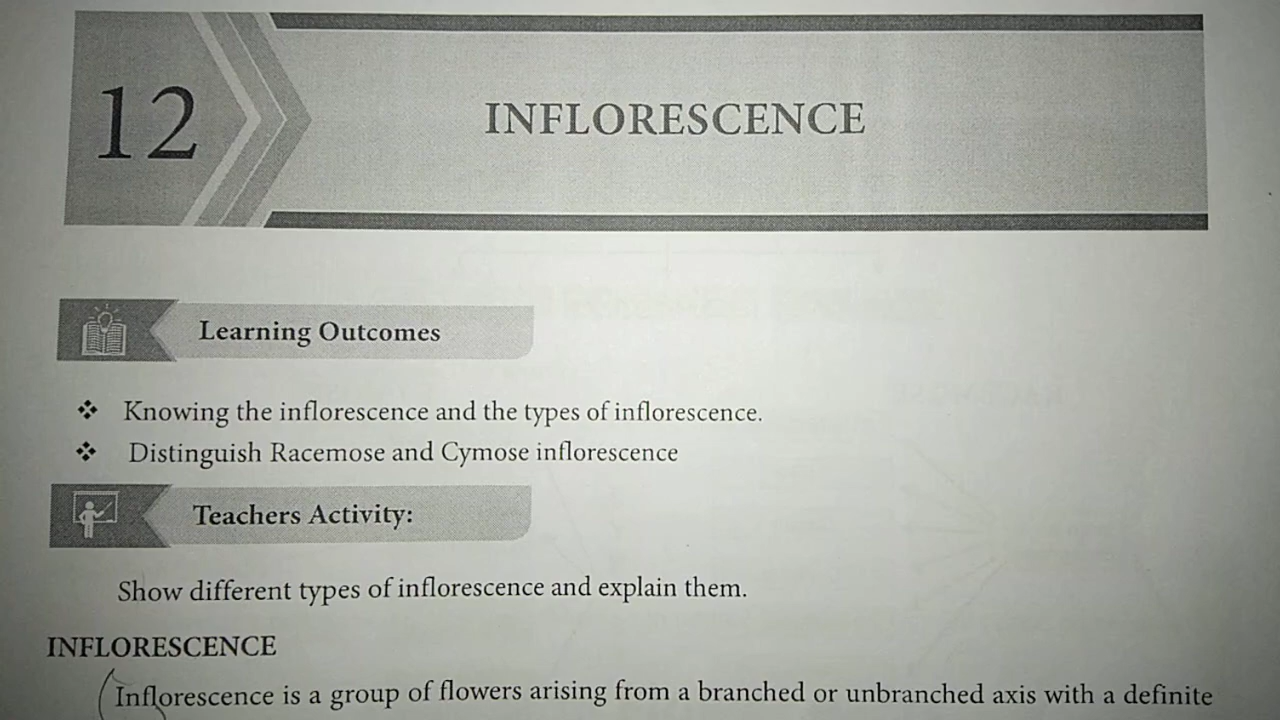 12
INFLORESCENCE
Learning Outcomes
❖ Knowing the inflorescence and the types of inflorescence.
❖ Distinguish Racemose and Cymose inflorescence
Teachers Activity:
Show different types of inflorescence and explain them.
INFLORESCENCE
Inflorescence is a group of flowers arising from a branched or unbranched axis with a definite